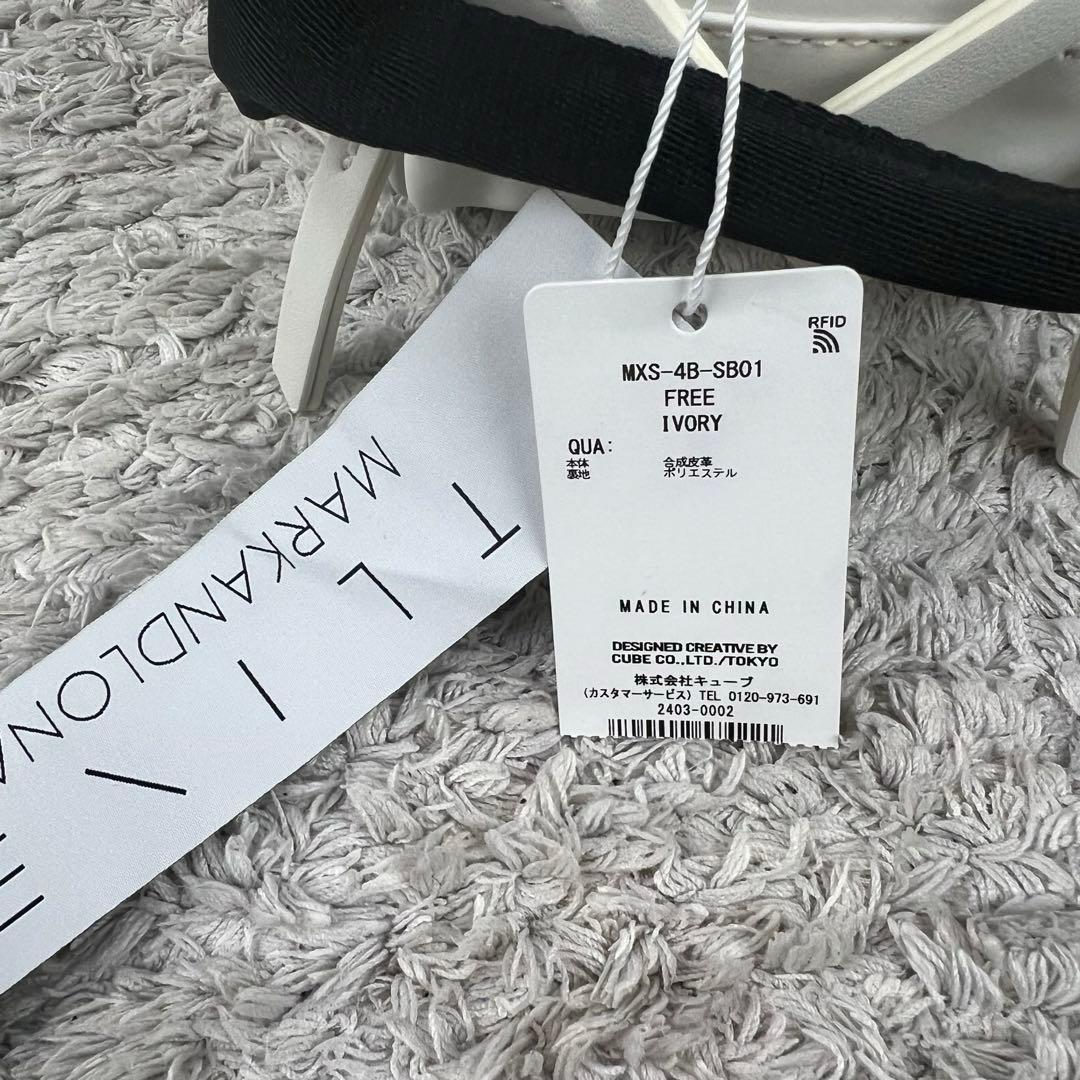 RFID
MXS-4B-SB01
FREE
IVORY
QUA:
本体 合成皮革
裏地 ポリエステル
MADE IN CHINA
DESIGNED CREATIVE BY
CUBE CO.,LTD./TOKYO
株式会社キューブ
(カスタマーサービス) TEL 0120-973-691
2403-0002
MARKANDLON